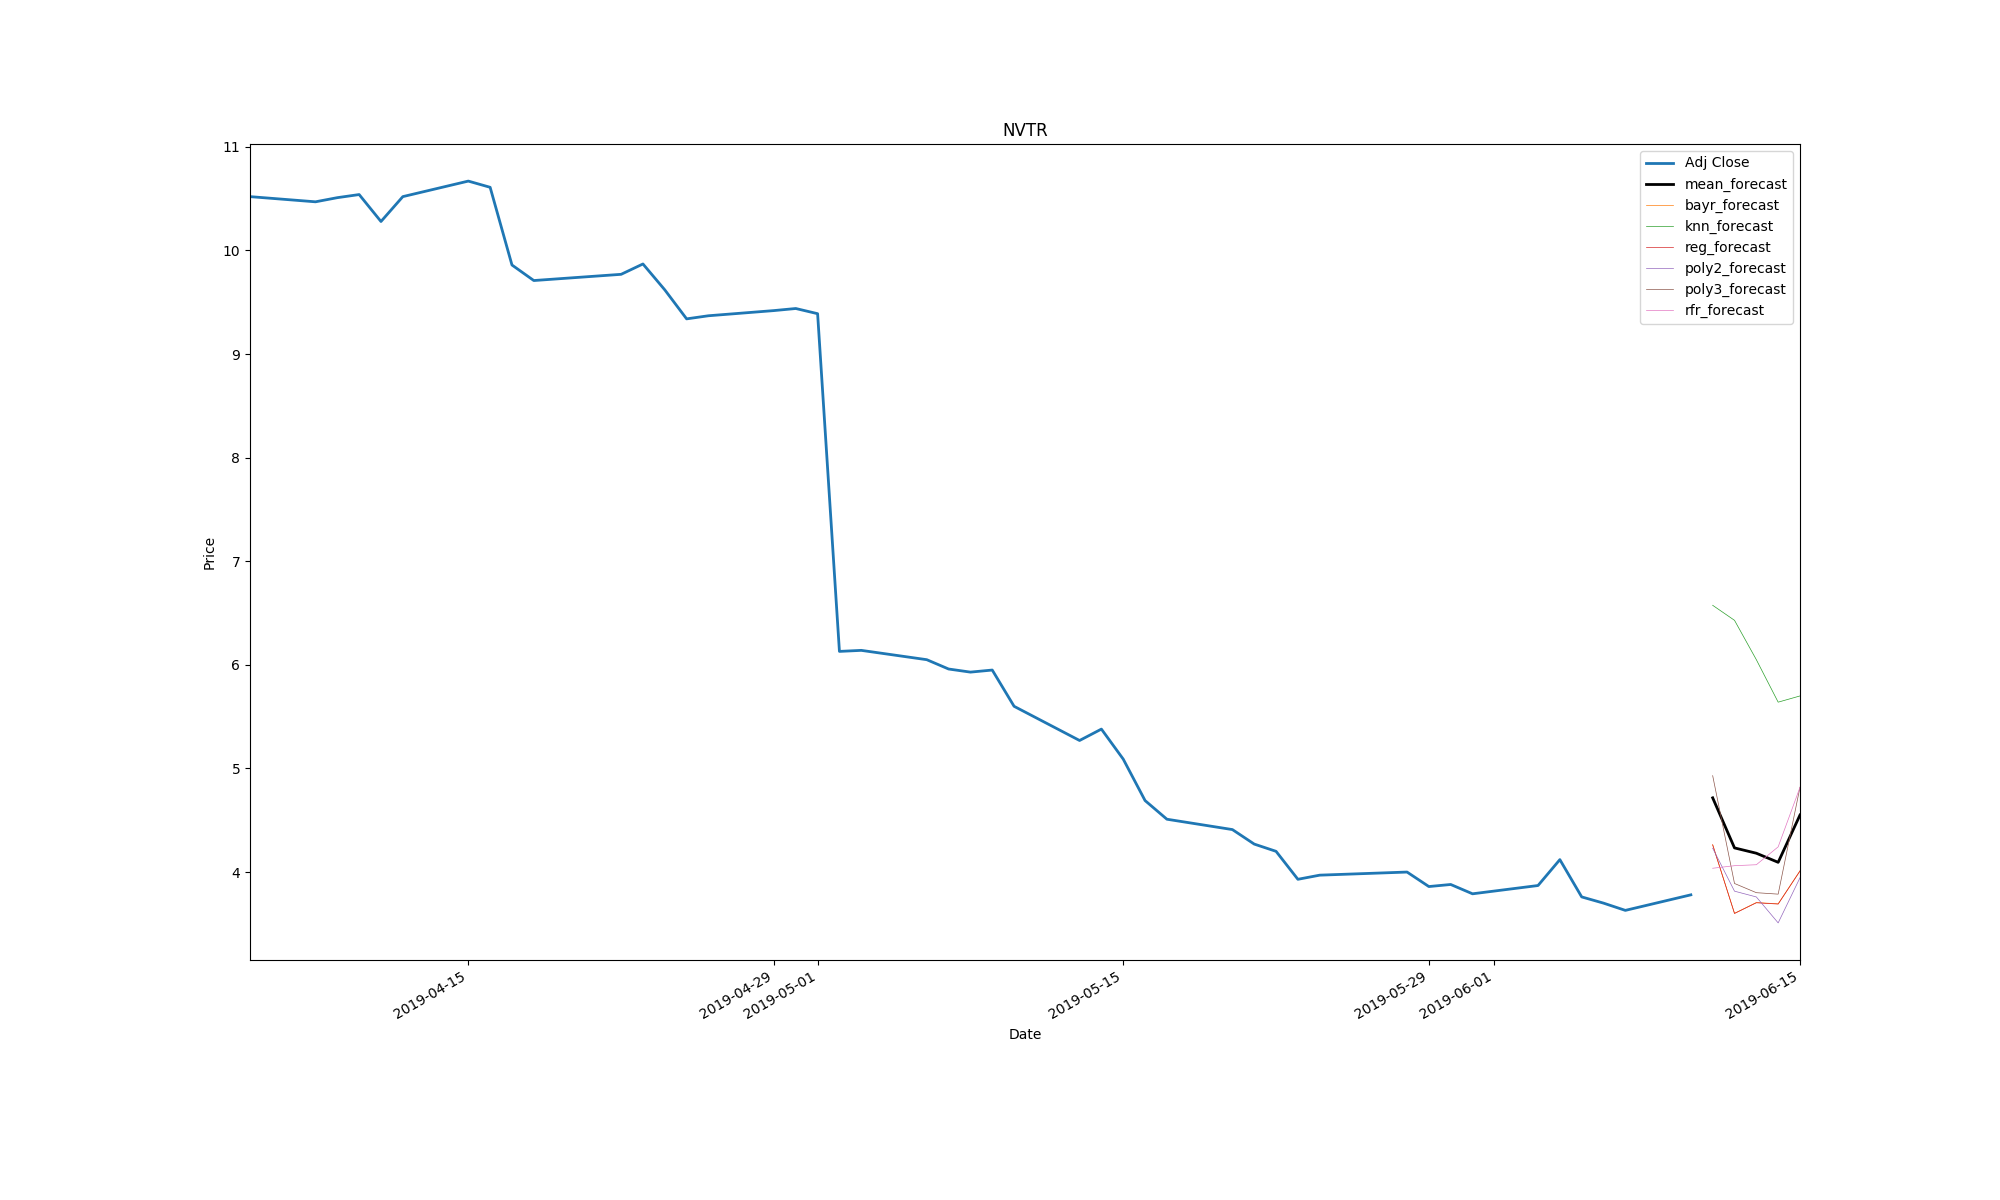 NVTR
11
10
9
8
7
6
5
4
Price
Adj Close
mean_forecast
bayr_forecast
knn_forecast
reg_forecast
poly2_forecast
poly3_forecast
rfr_forecast
2019-04-15
2019-04-29
2019-05-01
2019-05-15
2019-05-29
2019-06-01
2019-06-15
Date